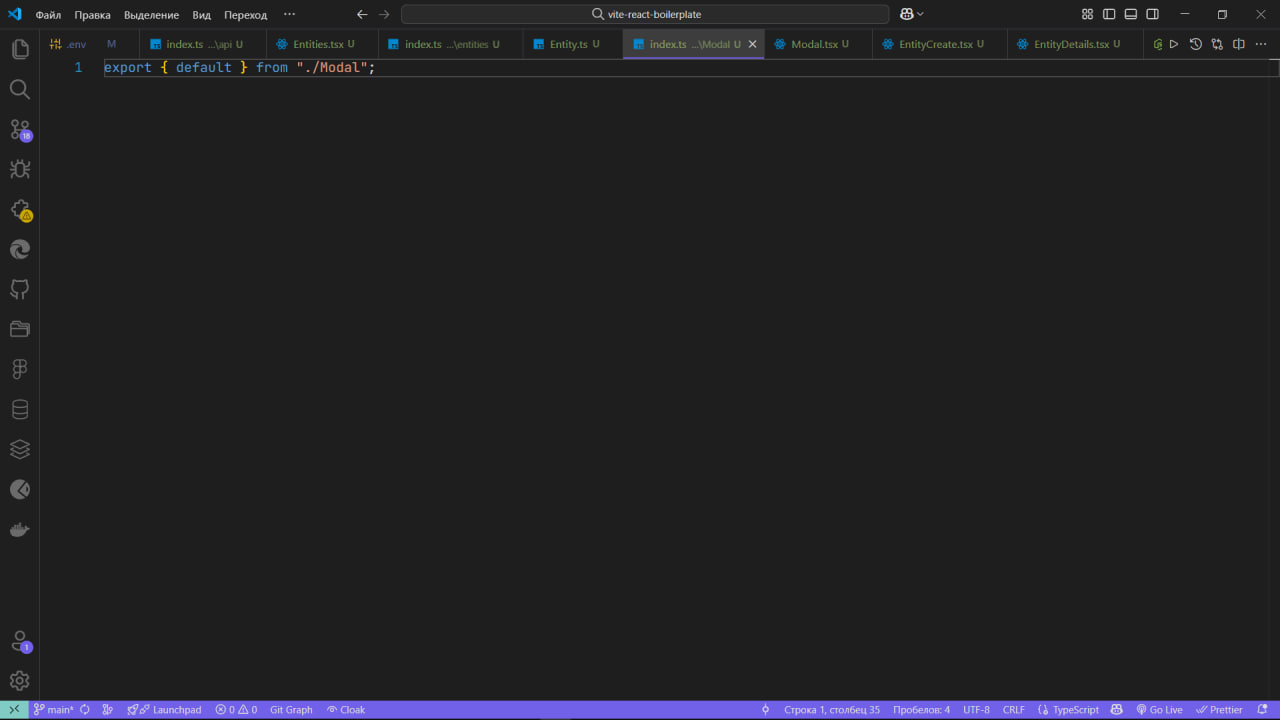 Файл Правка Выделение Вид Переход ··· vite-react-boilerplate
.env M index.ts ...\api U Entities.tsx U index.ts ...\entities U Entity.ts U index.ts ...\Modal U Modal.tsx U EntityCreate.tsx U EntityDetails.tsx U
1 export { default } from "./Modal";
18
1
main* Launchpad 0 0 Git Graph Cloak Строка 1, столбец 35 Пробелов: 4 UTF-8 CRLF TypeScript Go Live Prettier